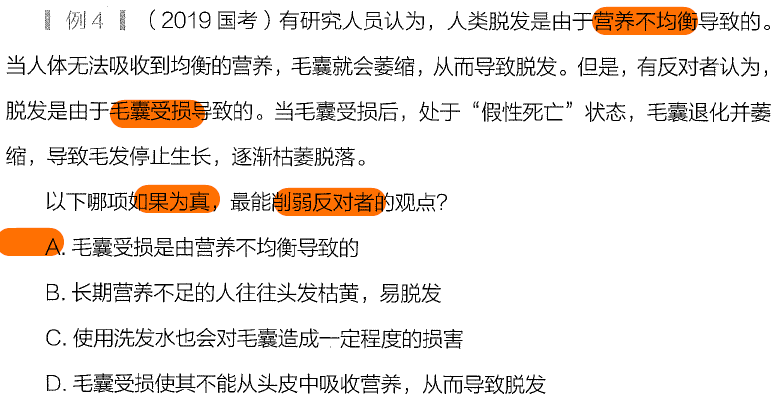 例4 （2019国考）有研究人员认为，人类脱发是由于营养不均衡导致的。
当人体无法吸收到均衡的营养，毛囊就会萎缩，从而导致脱发。但是，有反对者认为，
脱发是由于毛囊受损导致的。当毛囊受损后，处于“假性死亡”状态，毛囊退化并萎
缩，导致毛发停止生长，逐渐枯萎脱落。
以下哪项如果为真，最能削弱反对者的观点？
A. 毛囊受损是由营养不均衡导致的
B. 长期营养不足的人往往头发枯黄，易脱发
C. 使用洗发水也会对毛囊造成一定程度的损害
D. 毛囊受损使其不能从头皮中吸收营养，从而导致脱发